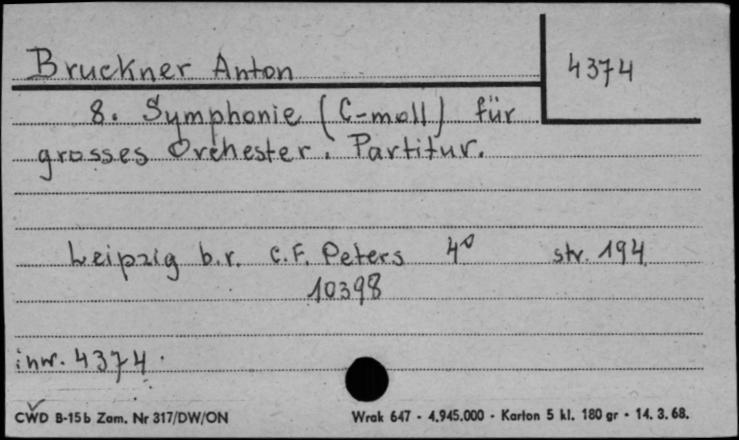 Bruckner Anton
4374
8. Symphonie (C-moll) für
grosses Orchester. Partitur.
Leipzig b.r. C.F. Peters 4° str. 194
10398
inw. 4374.
CWD B-15b Zam. Nr 317/DW/ON
Wrak 647 - 4.945.000 - Karton 5 kl. 180 gr - 14. 3. 68.